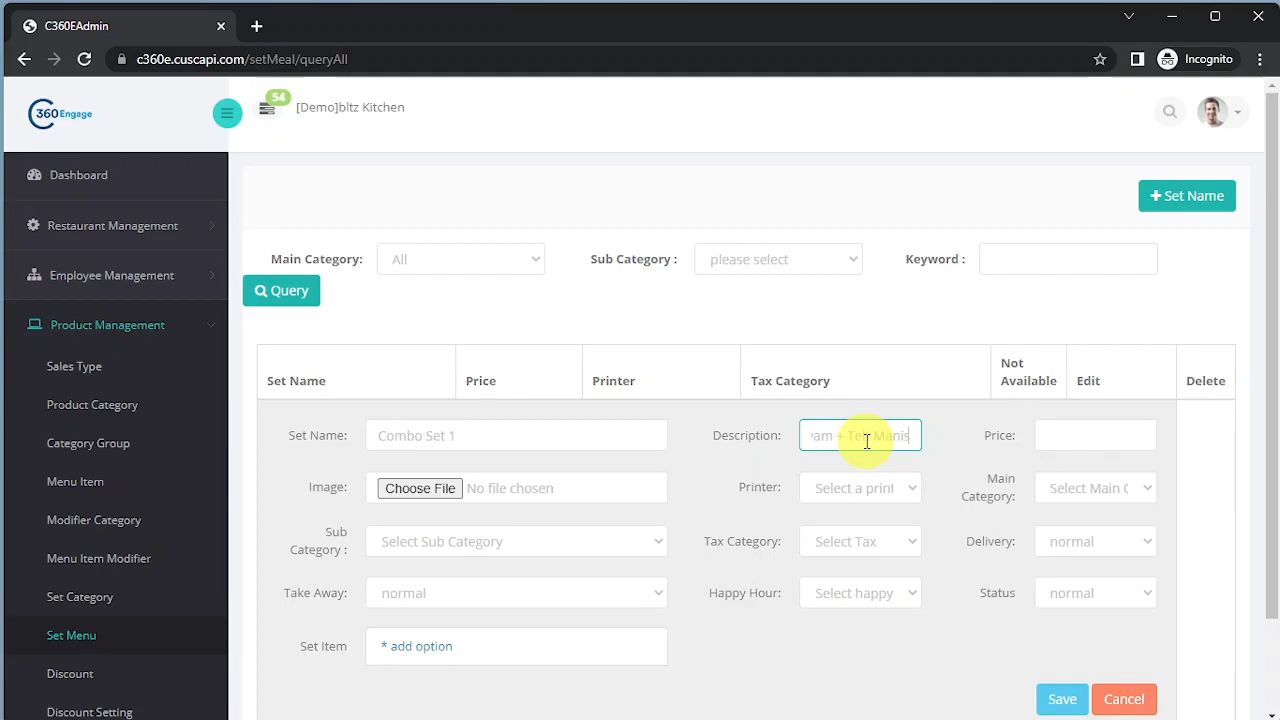 C360EAdmin
c360e.cuscapi.com/setMeal/queryAll
Incognito
360 Engage
54
[Demo]bltz Kitchen
Dashboard
Restaurant Management
Employee Management
Product Management
Sales Type
Product Category
Category Group
Menu Item
Modifier Category
Menu Item Modifier
Set Category
Set Menu
Discount
Discount Setting
+ Set Name
Main Category: All
Sub Category : please select
Keyword :
Query
Set Name Price Printer Tax Category Not Available Edit Delete
Set Name: Combo Set 1
Description: + Manis
Price:
Image: Choose File No file chosen
Printer: Select a print
Main Category: Select Main C
Sub Category : Select Sub Category
Tax Category: Select Tax
Delivery: normal
Take Away: normal
Happy Hour: Select happy
Status normal
Set Item * add option
Save Cancel